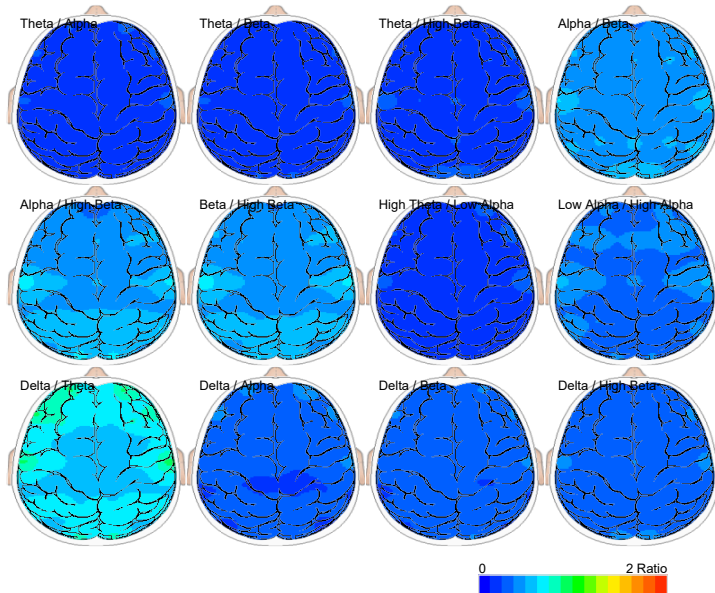 Theta / Alpha
Theta / Beta
Theta / High Beta
Alpha / Beta
Alpha / High Beta
Beta / High Beta
High Theta / Low Alpha
Low Alpha / High Alpha
Delta / Theta
Delta / Alpha
Delta / Beta
Delta / High Beta
0
2 Ratio